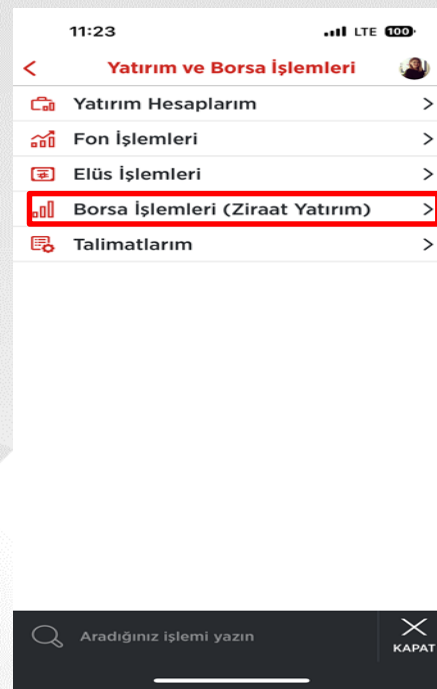 11:23
LTE 100
Yatırım ve Borsa İşlemleri
Yatırım Hesaplarım
Fon İşlemleri
Elüs İşlemleri
Borsa İşlemleri (Ziraat Yatırım)
Talimatlarım
Aradığınız işlemi yazın
KAPAT